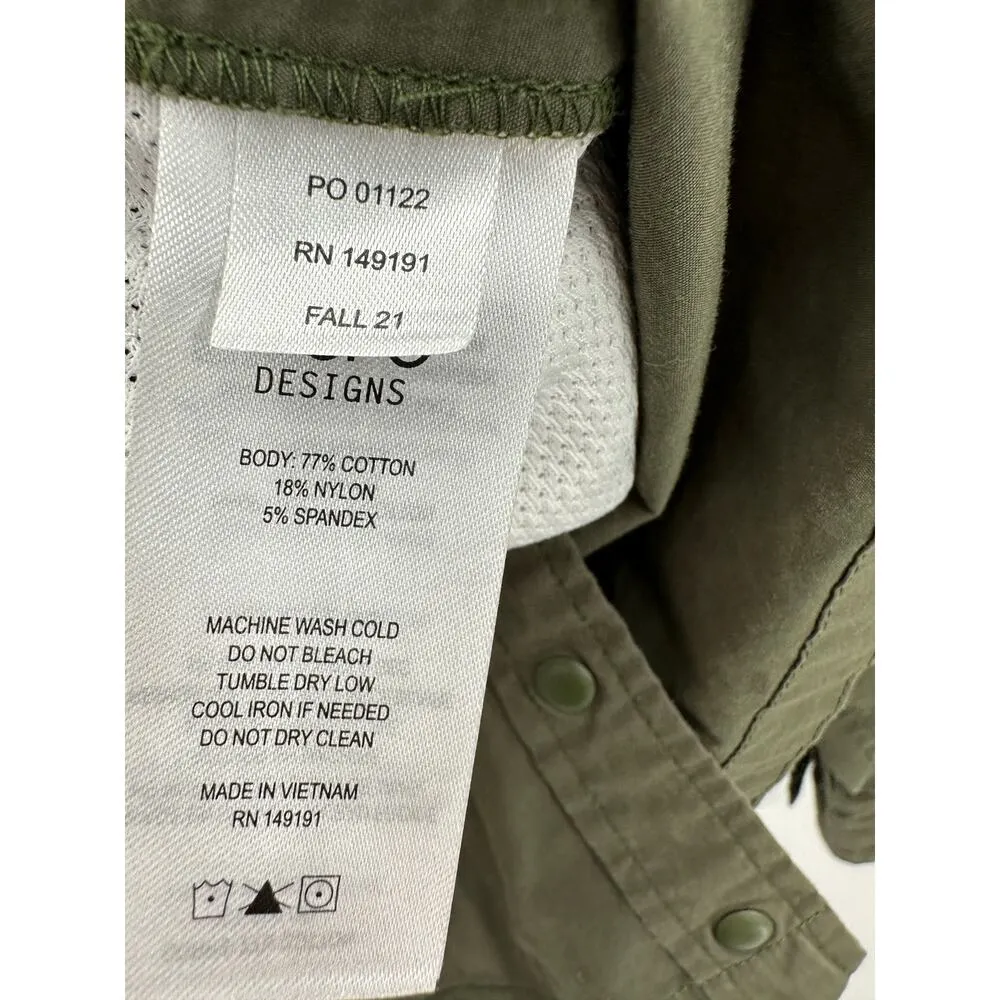 PO 01122
RN 149191
FALL 21
DESIGNS
BODY: 77% COTTON
18% NYLON
5% SPANDEX
MACHINE WASH COLD
DO NOT BLEACH
TUMBLE DRY LOW
COOL IRON IF NEEDED
DO NOT DRY CLEAN
MADE IN VIETNAM
RN 149191